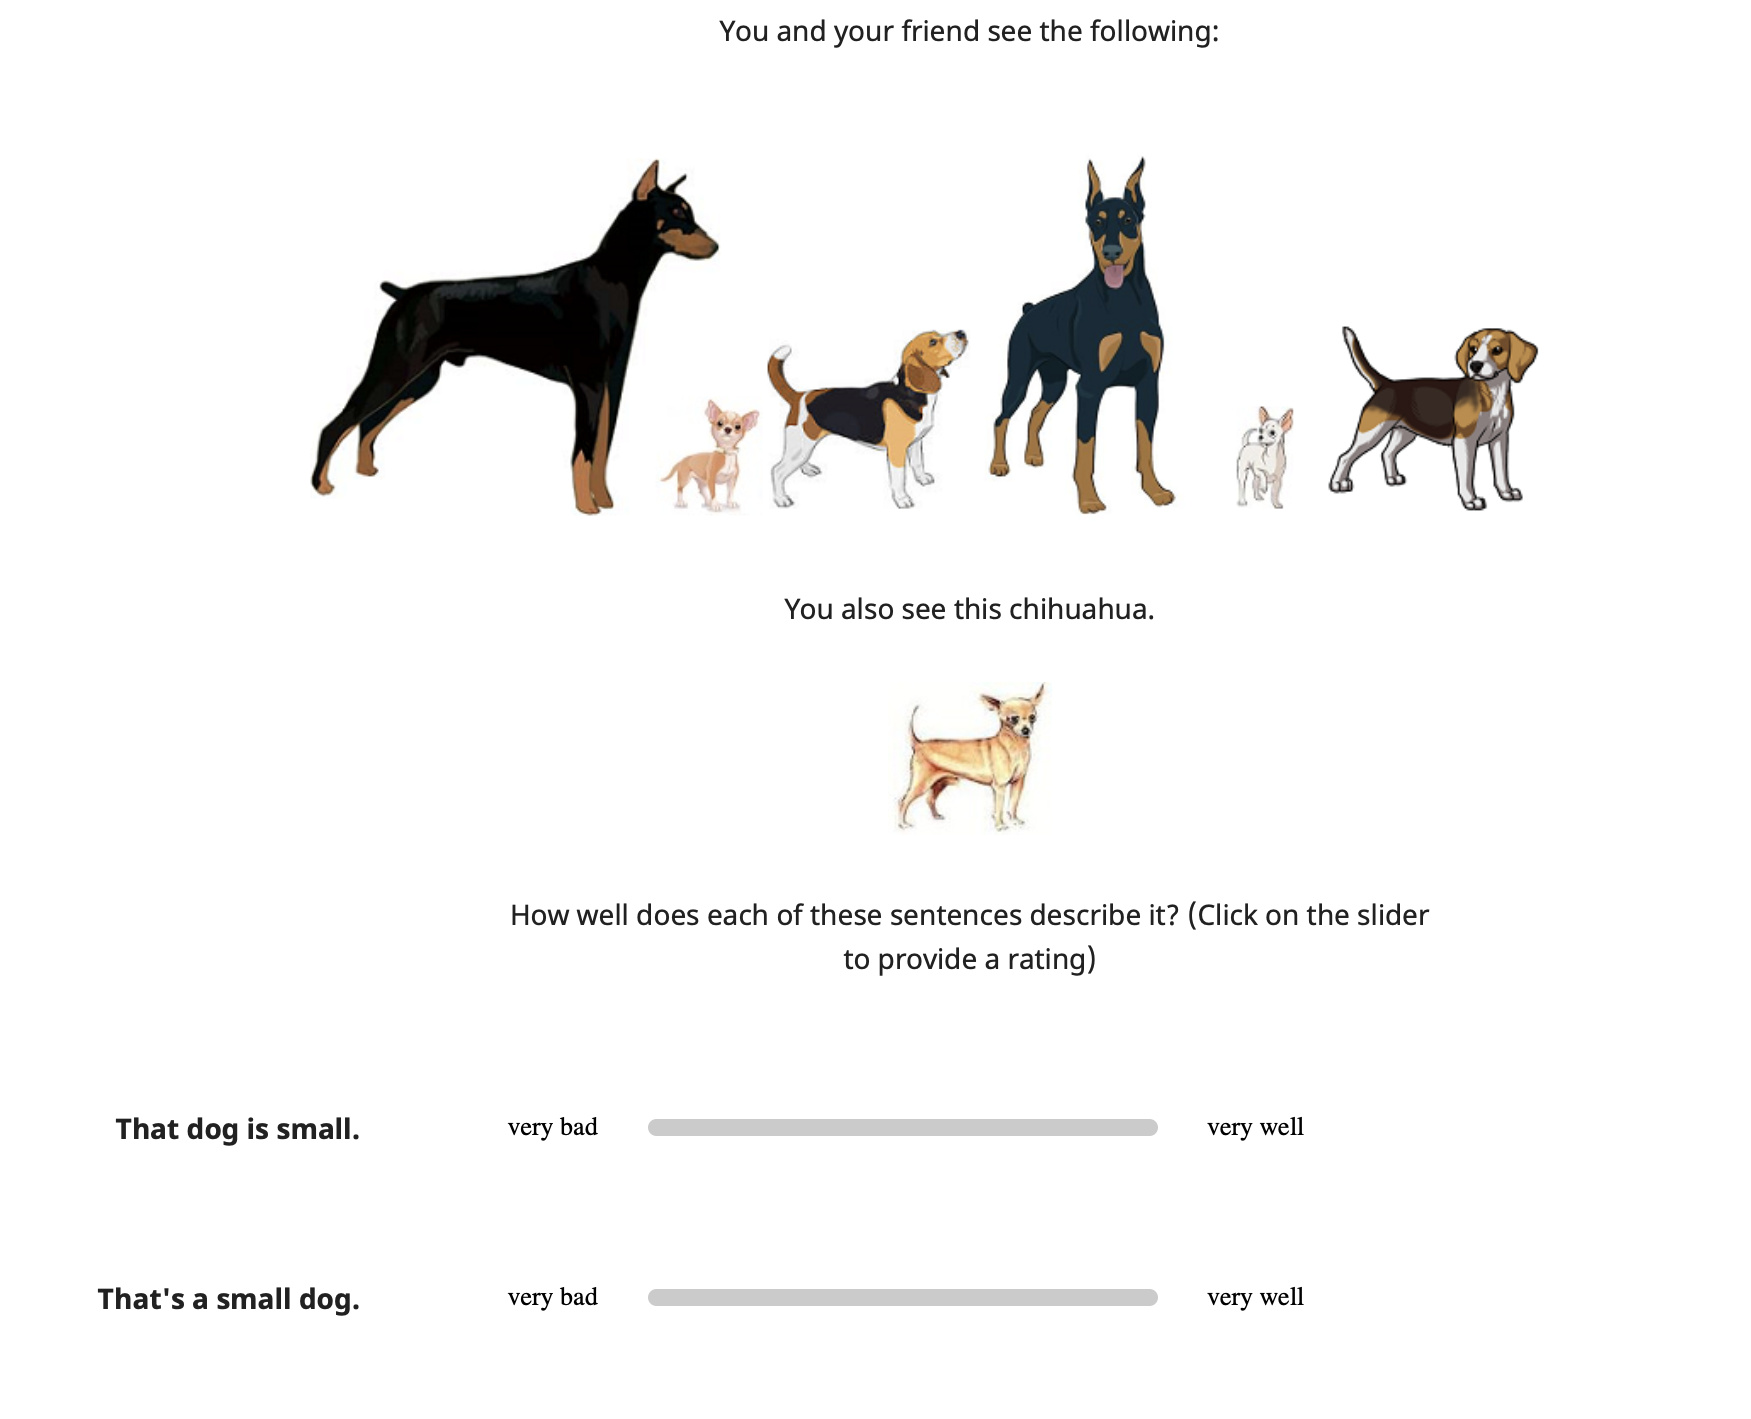 You and your friend see the following:
You also see this chihuahua.
How well does each of these sentences describe it? (Click on the slider
to provide a rating)
That dog is small. very bad very well
That's a small dog. very bad very well